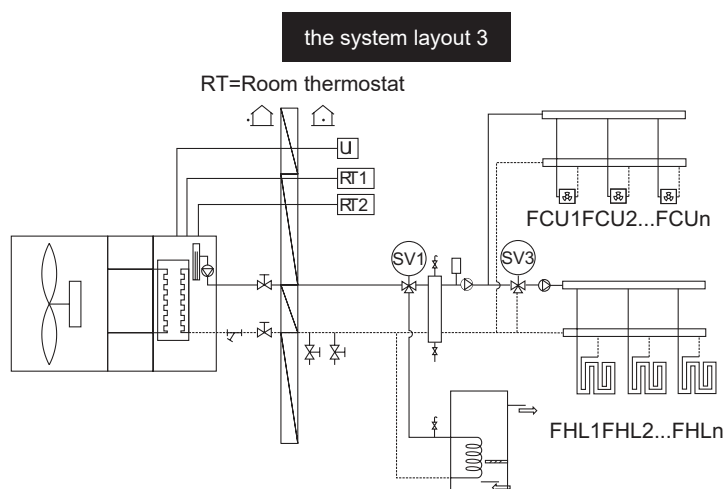 the system layout 3
RT=Room thermostat
U
RT1
RT2
SV1
SV3
FCU1FCU2...FCUn
FHL1FHL2...FHLn